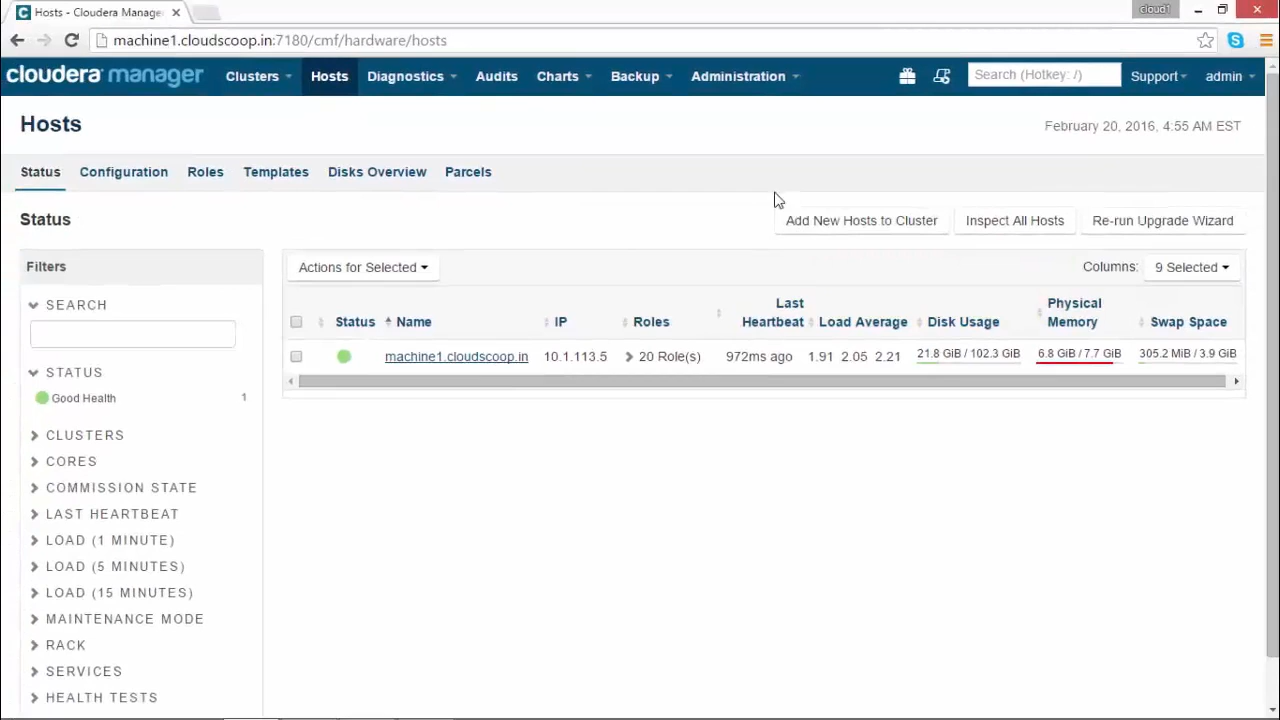 Hosts - Cloudera Manage
cloud1
machine1.cloudscoop.in:7180/cmf/hardware/hosts
cloudera manager Clusters Hosts Diagnostics Audits Charts Backup Administration Search (Hotkey: /) Support admin
Hosts
February 20, 2016, 4:55 AM EST
Status Configuration Roles Templates Disks Overview Parcels
Status
Add New Hosts to Cluster Inspect All Hosts Re-run Upgrade Wizard
Filters
SEARCH
STATUS
Good Health 1
CLUSTERS
CORES
COMMISSION STATE
LAST HEARTBEAT
LOAD (1 MINUTE)
LOAD (5 MINUTES)
LOAD (15 MINUTES)
MAINTENANCE MODE
RACK
SERVICES
HEALTH TESTS
Actions for Selected Columns: 9 Selected
Status Name IP Roles Last Heartbeat Load Average Disk Usage Physical Memory Swap Space
machine1.cloudscoop.in 10.1.113.5 20 Role(s) 972ms ago 1.91 2.05 2.21 21.8 GiB / 102.3 GiB 6.8 GiB / 7.7 GiB 305.2 MiB / 3.9 GiB